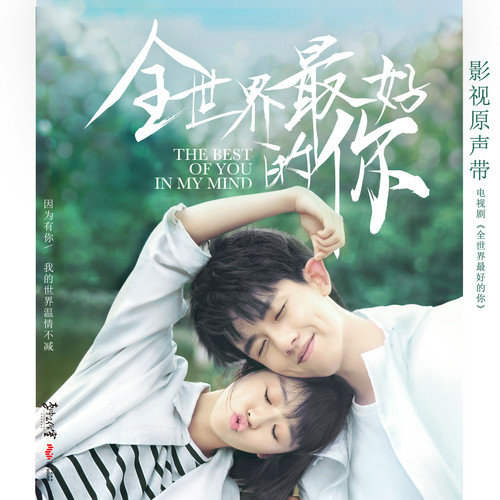 全世界最好的你
THE BEST
OF YOU
IN MY MIND
影视原声带
电视剧《全世界最好的你》
因为有你/
我的世界温情不减